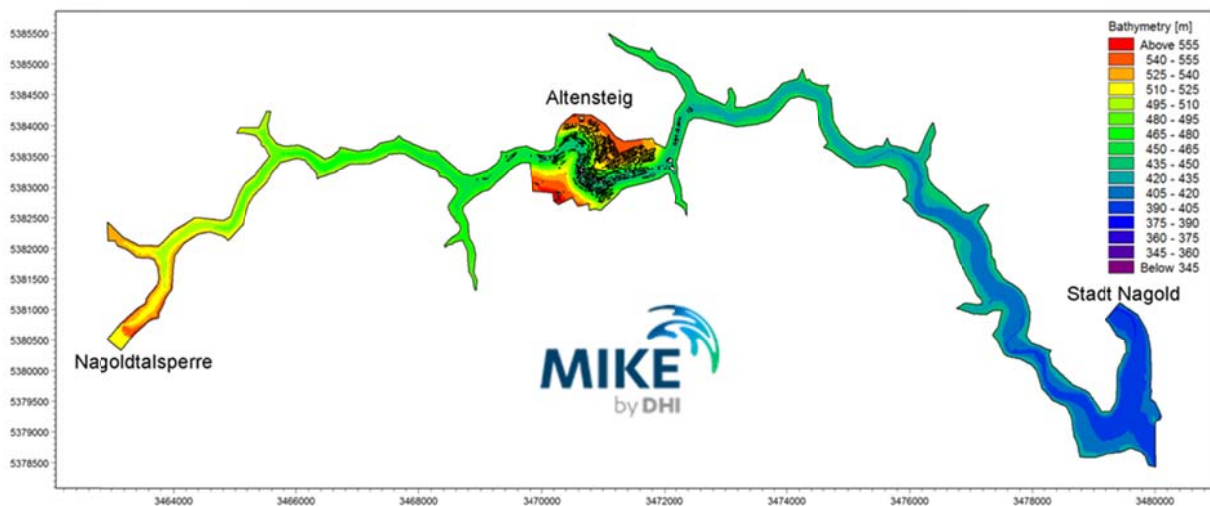 Bathymetry [m]
Above 555
540 - 555
525 - 540
510 - 525
495 - 510
480 - 495
465 - 480
450 - 465
435 - 450
420 - 435
405 - 420
390 - 405
375 - 390
360 - 375
345 - 360
Below 345
5385500
5385000
5384500
5384000
5383500
5383000
5382500
5382000
5381500
5381000
5380500
5380000
5379500
5379000
5378500
Altensteig
Stadt Nagold
Nagoldtalsperre
MIKE
by DHI
3464000
3466000
3468000
3470000
3472000
3474000
3476000
3478000
3480000